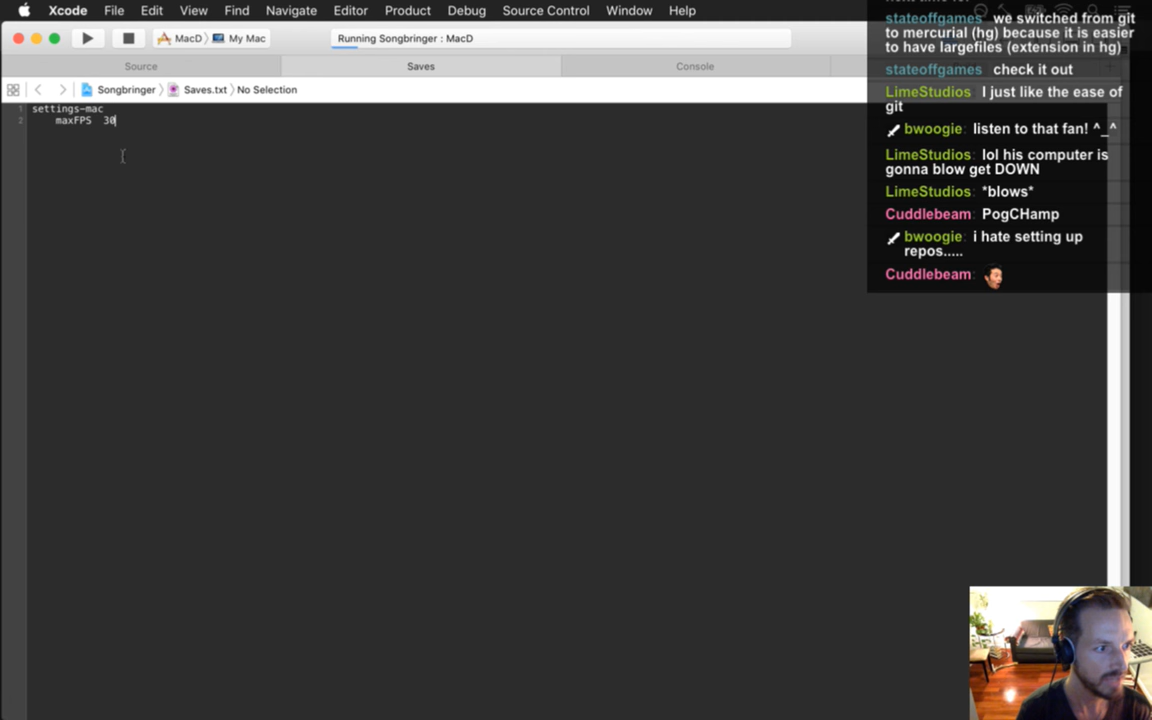 Xcode File Edit View Find Navigate Editor Product Debug Source Control Window Help
MacD My Mac
Running Songbringer : MacD
Source Saves Console
Songbringer Saves.txt No Selection
1 settings-mac
2 maxFPS 30
stateoffgames we switched from git
to mercurial (hg) because it is easier
to have largefiles (extension in hg)
stateoffgames check it out
LimeStudios: I just like the ease of
git
bwoogie: listen to that fan! ^_^
LimeStudios: lol his computer is
gonna blow get DOWN
LimeStudios: *blows*
Cuddlebeam: PogCHamp
bwoogie: i hate setting up
repos.....
Cuddlebeam: